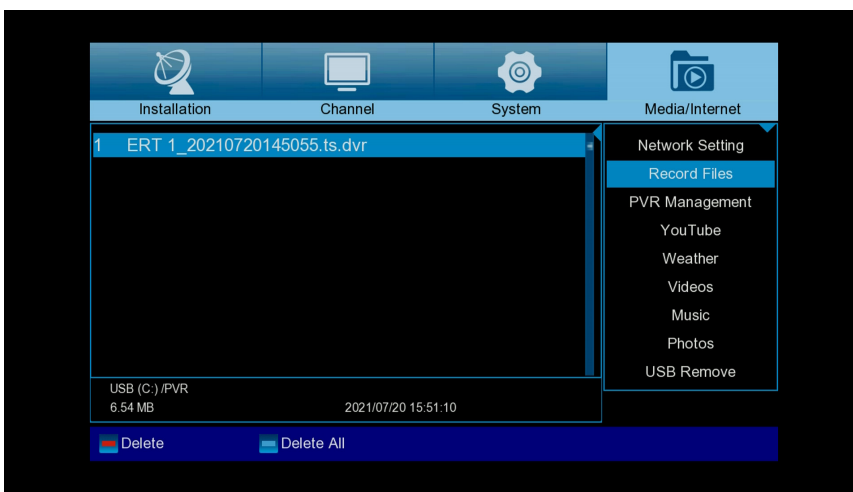 Installation Channel System Media/Internet
1 ERT 1_20210720145055.ts.dvr
Network Setting
Record Files
PVR Management
YouTube
Weather
Videos
Music
Photos
USB Remove
USB (C:) /PVR
6.54 MB 2021/07/20 15:51:10
Delete Delete All